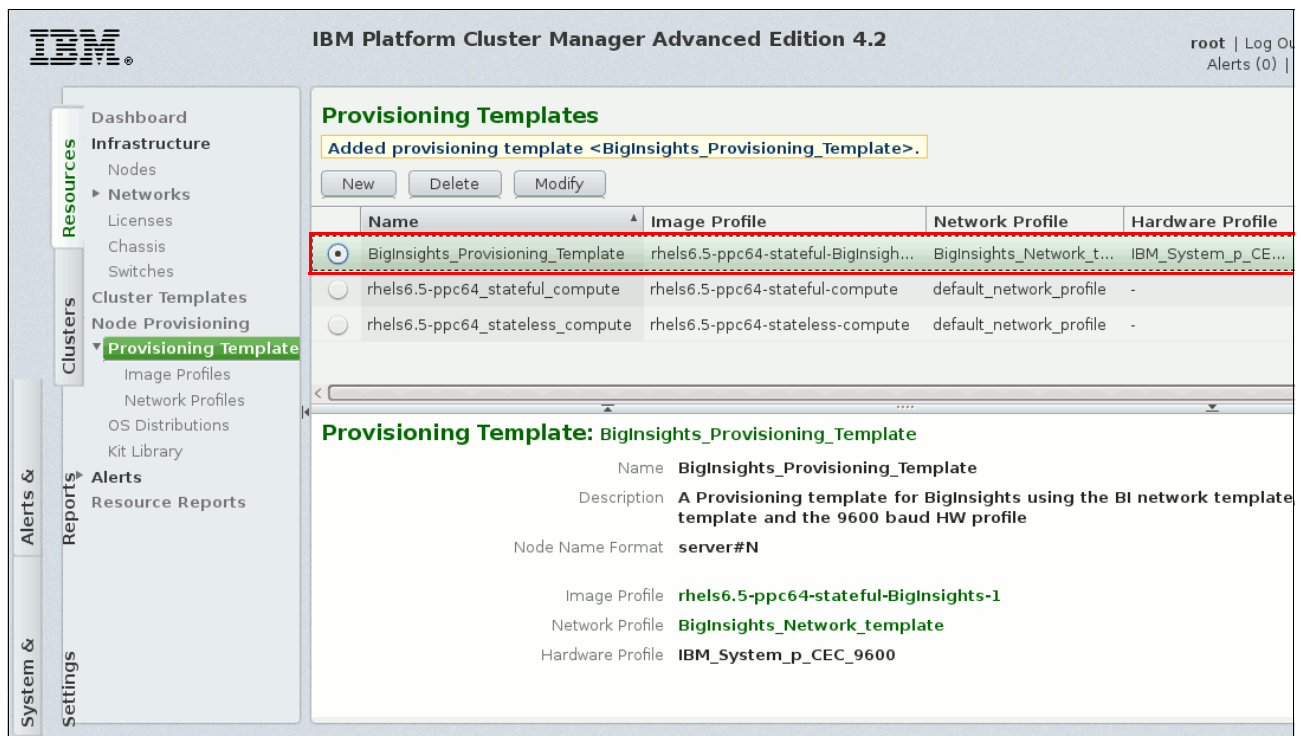 IBM
IBM Platform Cluster Manager Advanced Edition 4.2
root | Log Ou
Alerts (0) |
Resources
Clusters
Alerts & Reports
System & Settings
Dashboard
Infrastructure
Nodes
Networks
Licenses
Chassis
Switches
Cluster Templates
Node Provisioning
Provisioning Template
Image Profiles
Network Profiles
OS Distributions
Kit Library
Alerts
Resource Reports
Provisioning Templates
Added provisioning template <BigInsights_Provisioning_Template>.
New Delete Modify
Name Image Profile Network Profile Hardware Profile
BigInsights_Provisioning_Template rhels6.5-ppc64-stateful-BigInsigh... BigInsights_Network_t... IBM_System_p_CE...
rhels6.5-ppc64_stateful_compute rhels6.5-ppc64-stateful-compute default_network_profile -
rhels6.5-ppc64_stateless_compute rhels6.5-ppc64-stateless-compute default_network_profile -
Provisioning Template: BigInsights_Provisioning_Template
Name BigInsights_Provisioning_Template
Description A Provisioning template for BigInsights using the BI network template,
template and the 9600 baud HW profile
Node Name Format server#N
Image Profile rhels6.5-ppc64-stateful-BigInsights-1
Network Profile BigInsights_Network_template
Hardware Profile IBM_System_p_CEC_9600